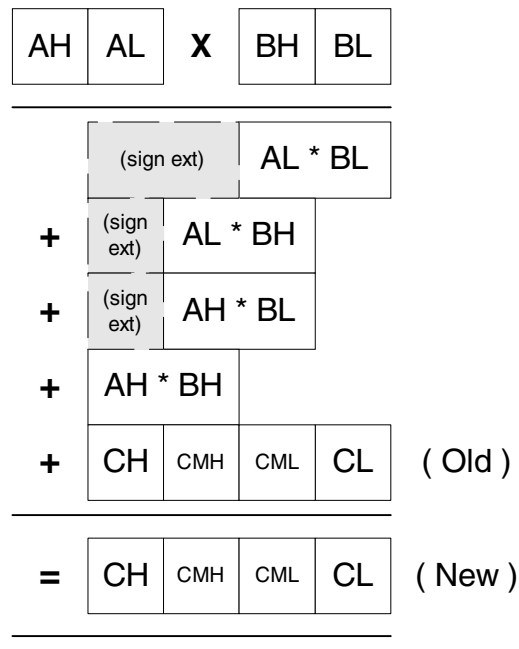 AH AL X BH BL
(sign ext) AL * BL
+ (sign ext) AL * BH
+ (sign ext) AH * BL
+ AH * BH
+ CH CMH CML CL ( Old )
= CH CMH CML CL ( New )